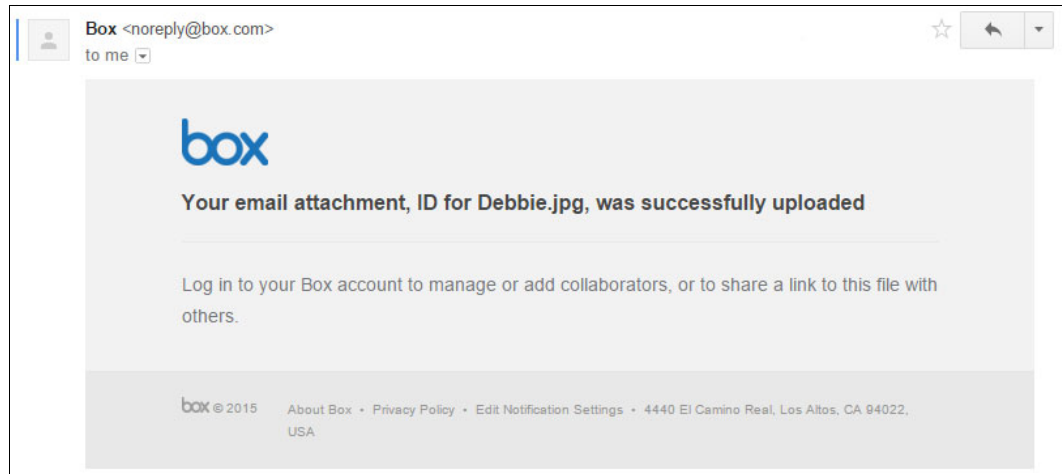 Box <noreply@box.com>
to me
box
Your email attachment, ID for Debbie.jpg, was successfully uploaded
Log in to your Box account to manage or add collaborators, or to share a link to this file with
others.
box © 2015
About Box • Privacy Policy • Edit Notification Settings • 4440 El Camino Real, Los Altos, CA 94022,
USA